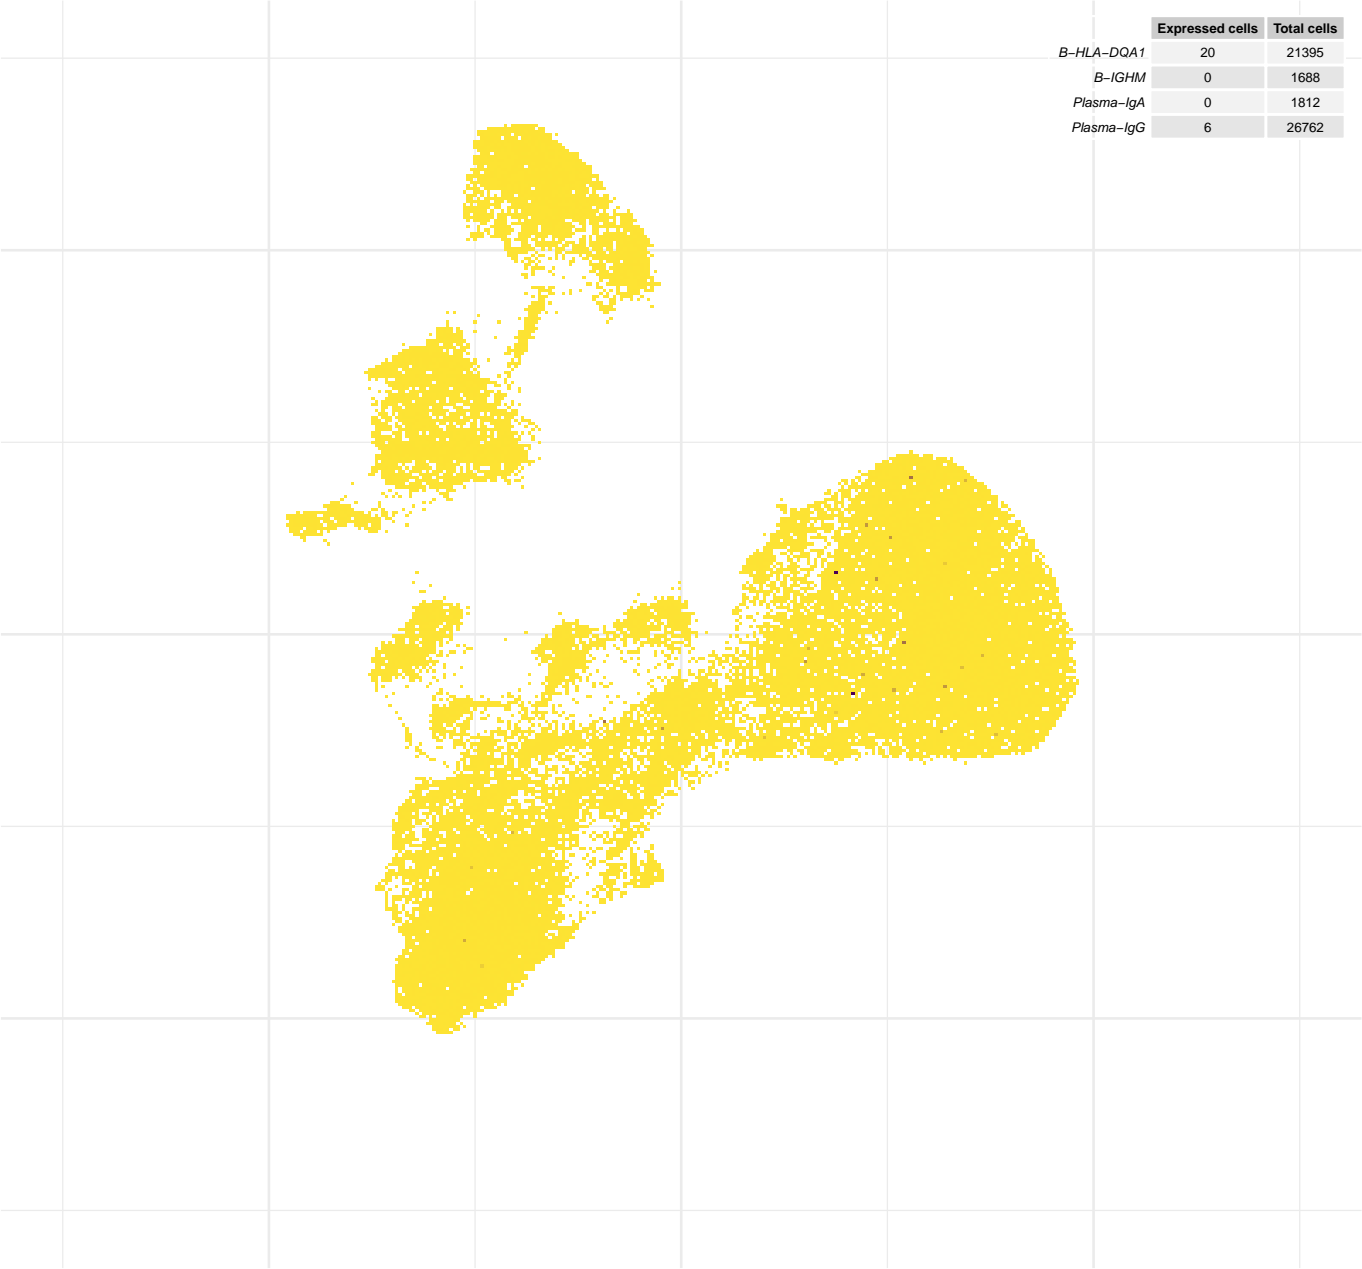 Expressed cells Total cells
B−HLA−DQA1 20 21395
B−IGHM 0 1688
Plasma−IgA 0 1812
Plasma−IgG 6 26762